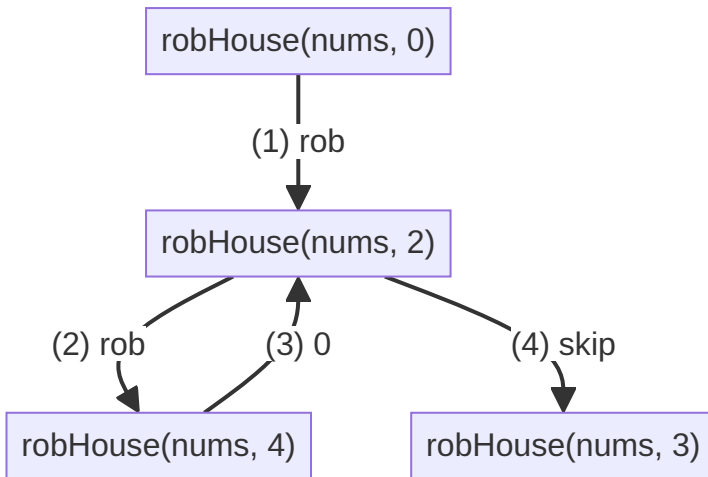 robHouse(nums, 0)
(1) rob
robHouse(nums, 2)
(2) rob
(3) 0
(4) skip
robHouse(nums, 4)
robHouse(nums, 3)